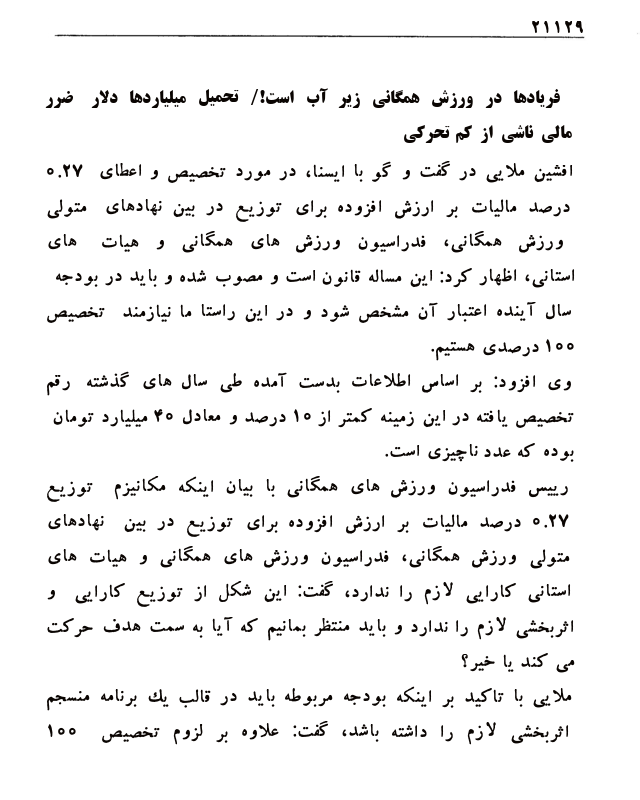 ۲۱۱۲۹
فریادها در ورزش همگانی زیر آب است!/ تحمیل میلیاردها دلار ضرر
مالی ناشی از کم تحرکی
افشین ملایی در گفت و گو با ایسنا، در مورد تخصیص و اعطای ۰.۲۷
درصد مالیات بر ارزش افزوده برای توزیع در بین نهادهای متولی
ورزش همگانی، فدراسیون ورزش های همگانی و هیات های
استانی، اظهار کرد: این مساله قانون است و مصوب شده و باید در بودجه
سال آینده اعتبار آن مشخص شود و در این راستا ما نیازمند تخصیص
۱۰۰ درصدی هستیم.
وی افزود: بر اساس اطلاعات بدست آمده طی سال های گذشته رقم
تخصیص یافته در این زمینه کمتر از ۱۰ درصد و معادل ۴۰ میلیارد تومان
بوده که عدد ناچیزی است.
رییس فدراسیون ورزش های همگانی با بیان اینکه مکانیزم توزیع
۰.۲۷ درصد مالیات بر ارزش افزوده برای توزیع در بین نهادهای
متولی ورزش همگانی، فدراسیون ورزش های همگانی و هیات های
استانی کارایی لازم را ندارد، گفت: این شکل از توزیع کارایی و
اثربخشی لازم را ندارد و باید منتظر بمانیم که آیا به سمت هدف حرکت
می کند یا خیر؟
ملایی با تاکید بر اینکه بودجه مربوطه باید در قالب یك برنامه منسجم
اثربخشی لازم را داشته باشد، گفت: علاوه بر لزوم تخصیص ۱۰۰